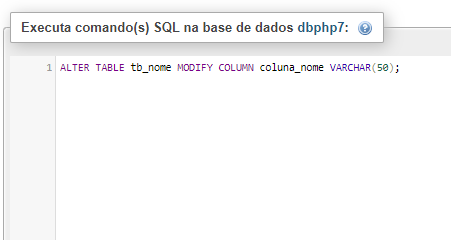 Executa comando(s) SQL na base de dados dbphp7:
1 ALTER TABLE tb_nome MODIFY COLUMN coluna_nome VARCHAR(50);